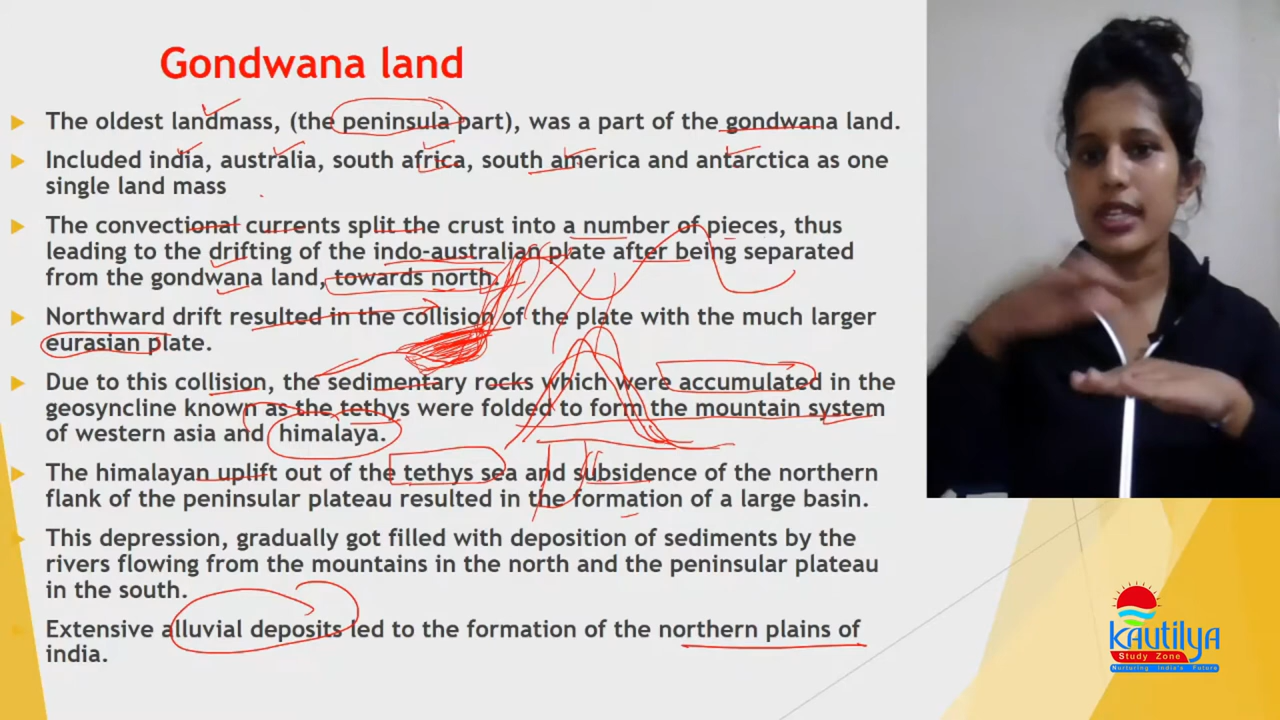 Gondwana land
The oldest landmass, (the peninsula part), was a part of the gondwana land.
Included india, australia, south africa, south america and antarctica as one
single land mass
The convectional currents split the crust into a number of pieces, thus
leading to the drifting of the indo-australian plate after being separated
from the gondwana land, towards north.
Northward drift resulted in the collision of the plate with the much larger
eurasian plate.
Due to this collision, the sedimentary rocks which were accumulated in the
geosyncline known as the tethys were folded to form the mountain system
of western asia and himalaya.
The himalayan uplift out of the tethys sea and subsidence of the northern
flank of the peninsular plateau resulted in the formation of a large basin.
This depression, gradually got filled with deposition of sediments by the
rivers flowing from the mountains in the north and the peninsular plateau
in the south.
Extensive alluvial deposits led to the formation of the northern plains of
india.
Kautilya
Study Zone
Nurturing India's Future